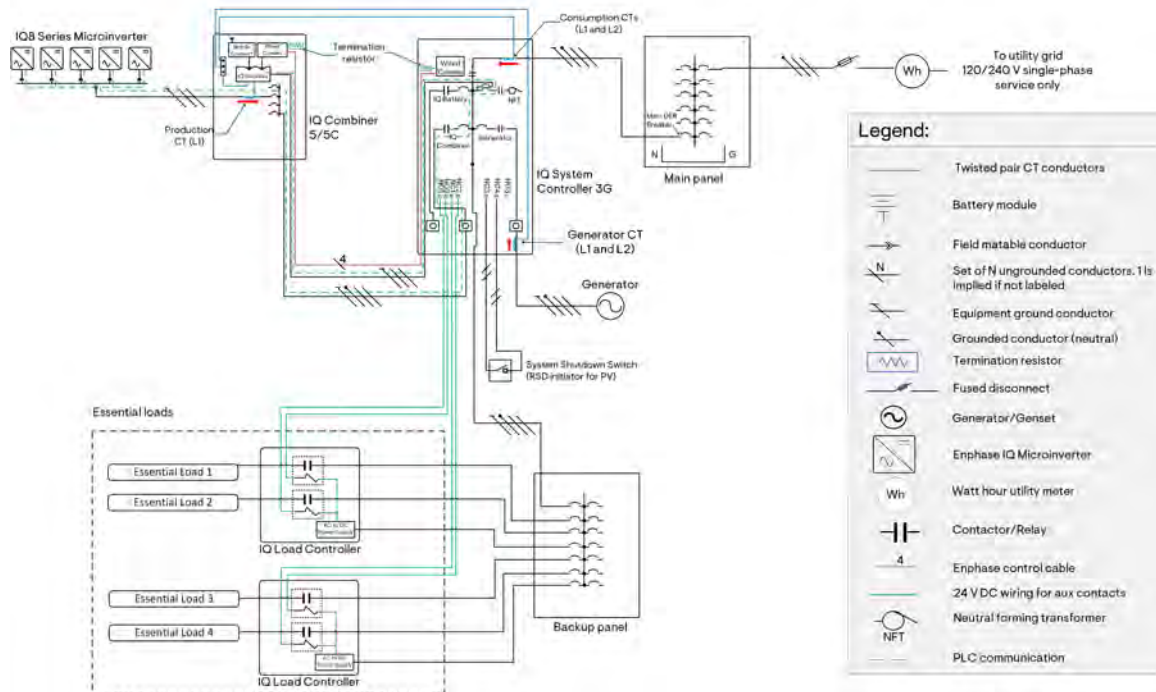 IQ8 Series Microinverter
Termination
resistor
Consumption CTs
(L1 and L2)
To utility grid
120/240 V single-phase
service only
Wh
Production
CT (L1)
IQ Combiner
5/5C
IQ Battery
NFT
IQ
Combiner
Generator
IQ System
Controller 3G
Main DER
Breaker
N
G
Main panel
4
Generator CT
(L1 and L2)
Generator
System Shutdown Switch
(RSD initiator for PV)
Essential loads
Essential Load 1
Essential Load 2
IQ Load Controller
Essential Load 3
Essential Load 4
IQ Load Controller
Backup panel
Legend:
Twisted pair CT conductors
Battery module
Field matable conductor
N
Set of N ungrounded conductors. 1 is
implied if not labeled
Equipment ground conductor
Grounded conductor (neutral)
Termination resistor
Fused disconnect
Generator/Genset
Enphase IQ Microinverter
Wh
Watt hour utility meter
Contactor/Relay
4
Enphase control cable
24 V DC wiring for aux contacts
NFT
Neutral forming transformer
PLC communication